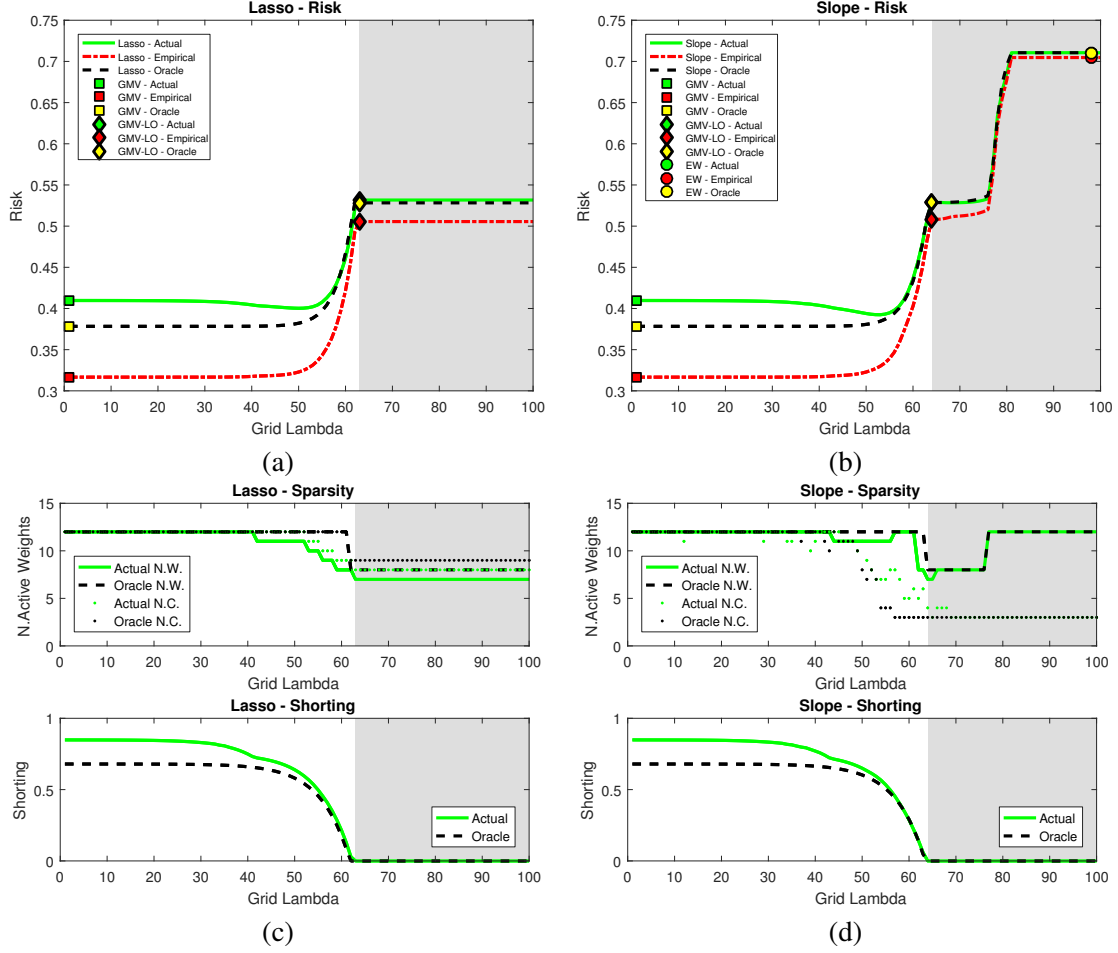 Lasso - Risk
0.75
0.7
0.65
0.6
0.55
0.5
0.45
0.4
0.35
0.3
Risk
Lasso - Actual
Lasso - Empirical
Lasso - Oracle
GMV - Actual
GMV - Empirical
GMV - Oracle
GMV-LO - Actual
GMV-LO - Empirical
GMV-LO - Oracle
0 10 20 30 40 50 60 70 80 90 100
Grid Lambda
(a)
Slope - Risk
0.75
0.7
0.65
0.6
0.55
0.5
0.45
0.4
0.35
0.3
Risk
Slope - Actual
Slope - Empirical
Slope - Oracle
GMV - Actual
GMV - Empirical
GMV - Oracle
GMV-LO - Actual
GMV-LO - Empirical
GMV-LO - Oracle
EW - Actual
EW - Empirical
EW - Oracle
0 10 20 30 40 50 60 70 80 90 100
Grid Lambda
(b)
Lasso - Sparsity
15
10
5
0
N.Active Weights
Actual N.W.
Oracle N.W.
Actual N.C.
Oracle N.C.
0 10 20 30 40 50 60 70 80 90 100
Grid Lambda
Lasso - Shorting
1
0.5
0
Shorting
Actual
Oracle
0 10 20 30 40 50 60 70 80 90 100
Grid Lambda
(c)
Slope - Sparsity
15
10
5
0
N.Active Weights
Actual N.W.
Oracle N.W.
Actual N.C.
Oracle N.C.
0 10 20 30 40 50 60 70 80 90 100
Grid Lambda
Slope - Shorting
1
0.5
0
Shorting
Actual
Oracle
0 10 20 30 40 50 60 70 80 90 100
Grid Lambda
(d)